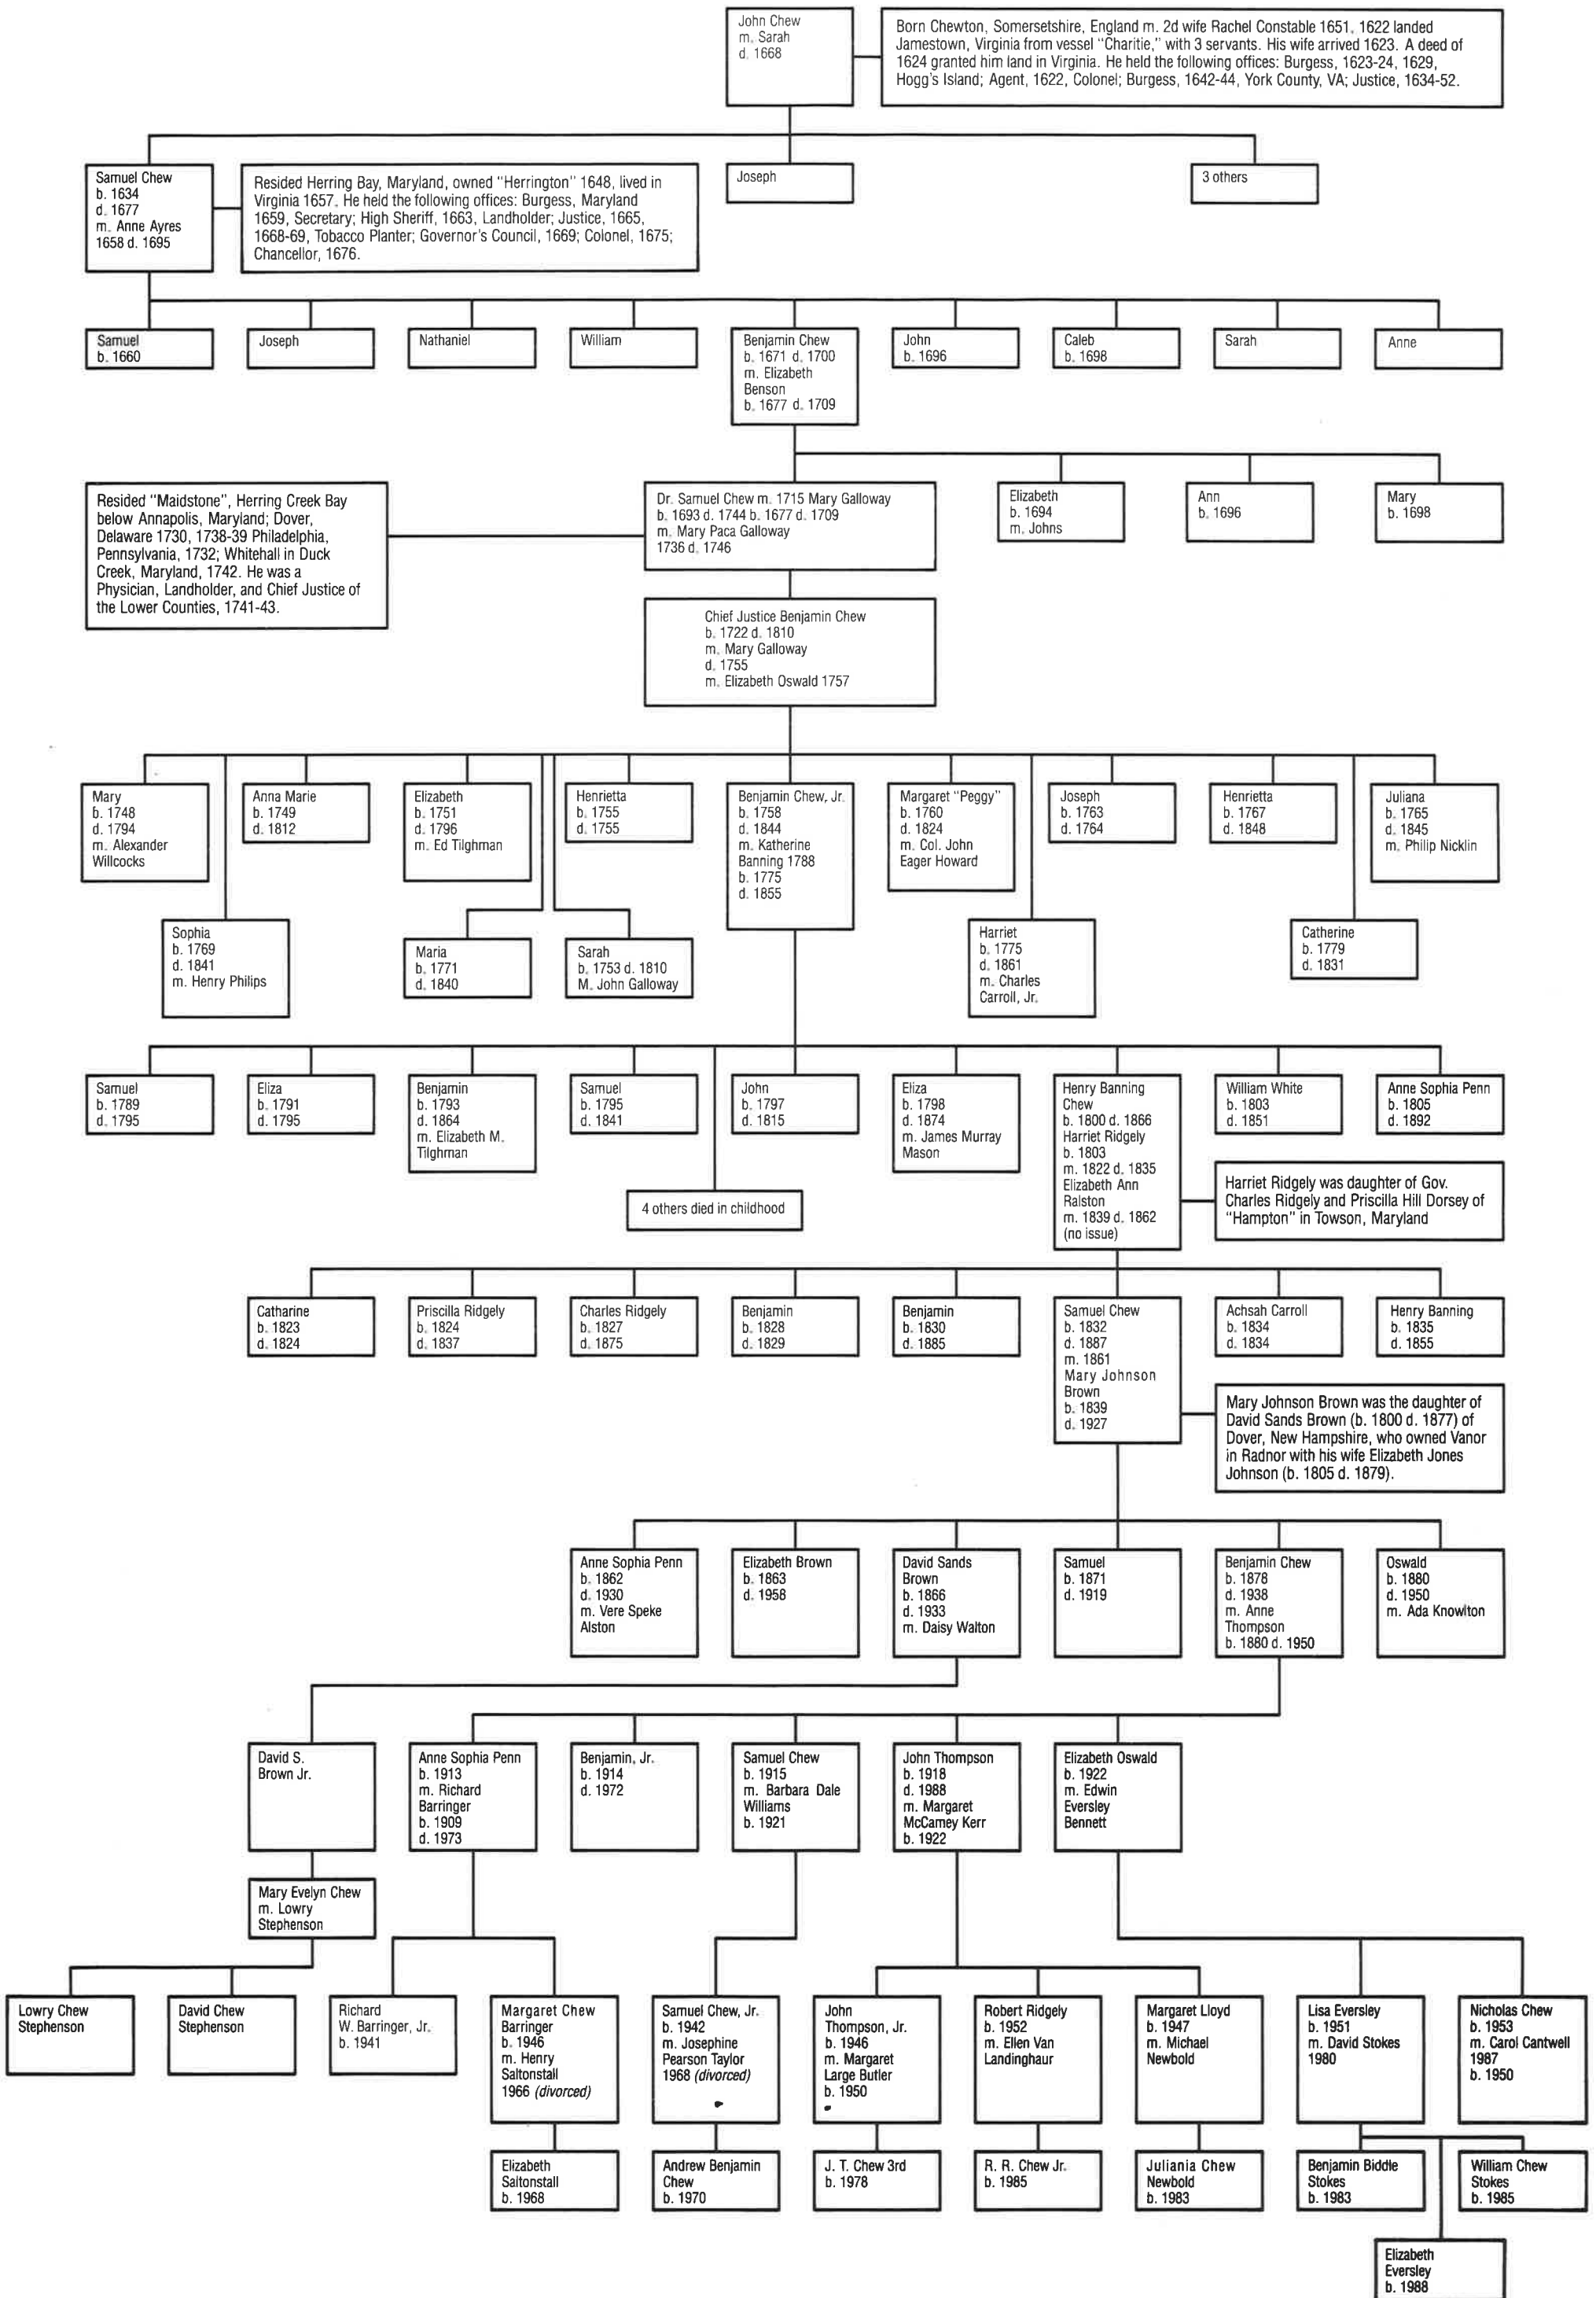 John Chew
m. Sarah
d. 1668
Born Chewton, Somersetshire, England m. 2d wife Rachel Constable 1651. 1622 landed
Jamestown, Virginia from vessel "Charitie," with 3 servants. His wife arrived 1623. A deed of
1624 granted him land in Virginia. He held the following offices: Burgess, 1623-24, 1629,
Hogg's Island; Agent, 1622, Colonel; Burgess, 1642-44, York County, VA; Justice, 1634-52.
Samuel Chew
b. 1634
d. 1677
m. Anne Ayres
1658 d. 1695
Resided Herring Bay, Maryland, owned "Herrington" 1648, lived in
Virginia 1657. He held the following offices: Burgess, Maryland
1659, Secretary; High Sheriff, 1663, Landholder; Justice, 1665,
1668-69, Tobacco Planter; Governor's Council, 1669; Colonel, 1675;
Chancellor, 1676.
Joseph
3 others
Samuel
b. 1660
Joseph
Nathaniel
William
Benjamin Chew
b. 1671 d. 1700
m. Elizabeth
Benson
b. 1677 d. 1709
John
b. 1696
Caleb
b. 1698
Sarah
Anne
Resided "Maidstone", Herring Creek Bay
below Annapolis, Maryland; Dover,
Delaware 1730, 1738-39 Philadelphia,
Pennsylvania, 1732; Whitehall in Duck
Creek, Maryland, 1742. He was a
Physician, Landholder, and Chief Justice of
the Lower Counties, 1741-43.
Dr. Samuel Chew m. 1715 Mary Galloway
b. 1693 d. 1744 b. 1677 d. 1709
m. Mary Paca Galloway
1736 d. 1746
Elizabeth
b. 1694
m. Johns
Ann
b. 1696
Mary
b. 1698
Chief Justice Benjamin Chew
b. 1722 d. 1810
m. Mary Galloway
d. 1755
m. Elizabeth Oswald 1757
Mary
b. 1748
d. 1794
m. Alexander
Willcocks
Anna Marie
b. 1749
d. 1812
Elizabeth
b. 1751
d. 1796
m. Ed Tilghman
Henrietta
b. 1755
d. 1755
Benjamin Chew, Jr.
b. 1758
d. 1844
m. Katherine
Banning 1788
b. 1775
d. 1855
Margaret "Peggy"
b. 1760
d. 1824
m. Col. John
Eager Howard
Joseph
b. 1763
d. 1764
Henrietta
b. 1767
d. 1848
Juliana
b. 1765
d. 1845
m. Philip Nicklin
Sophia
b. 1769
d. 1841
m. Henry Philips
Maria
b. 1771
d. 1840
Sarah
b. 1753 d. 1810
M. John Galloway
Harriet
b. 1775
d. 1861
m. Charles
Carroll, Jr.
Catherine
b. 1779
d. 1831
Samuel
b. 1789
d. 1795
Eliza
b. 1791
d. 1795
Benjamin
b. 1793
d. 1864
m. Elizabeth M.
Tilghman
Samuel
b. 1795
d. 1841
John
b. 1797
d. 1815
Eliza
b. 1798
d. 1874
m. James Murray
Mason
Henry Banning
Chew
b. 1800 d. 1866
Harriet Ridgely
b. 1803
m. 1822 d. 1835
Elizabeth Ann
Ralston
m. 1839 d. 1862
(no issue)
William White
b. 1803
d. 1851
Anne Sophia Penn
b. 1805
d. 1892
4 others died in childhood
Harriet Ridgely was daughter of Gov.
Charles Ridgely and Priscilla Hill Dorsey of
"Hampton" in Towson, Maryland
Catharine
b. 1823
d. 1824
Priscilla Ridgely
b. 1824
d. 1837
Charles Ridgely
b. 1827
d. 1875
Benjamin
b. 1828
d. 1829
Benjamin
b. 1830
d. 1885
Samuel Chew
b. 1832
d. 1887
m. 1861
Mary Johnson
Brown
b. 1839
d. 1927
Achsah Carroll
b. 1834
d. 1834
Henry Banning
b. 1835
d. 1855
Mary Johnson Brown was the daughter of
David Sands Brown (b. 1800 d. 1877) of
Dover, New Hampshire, who owned Vanor
in Radnor with his wife Elizabeth Jones
Johnson (b. 1805 d. 1879).
Anne Sophia Penn
b. 1862
d. 1930
m. Vere Speke
Alston
Elizabeth Brown
b. 1863
d. 1958
David Sands
Brown
b. 1866
d. 1933
m. Daisy Walton
Samuel
b. 1871
d. 1919
Benjamin Chew
b. 1878
d. 1938
m. Anne
Thompson
b. 1880 d. 1950
Oswald
b. 1880
d. 1950
m. Ada Knowlton
David S.
Brown Jr.
Anne Sophia Penn
b. 1913
m. Richard
Barringer
b. 1909
d. 1973
Benjamin, Jr.
b. 1914
d. 1972
Samuel Chew
b. 1915
m. Barbara Dale
Williams
b. 1921
John Thompson
b. 1918
d. 1988
m. Margaret
McCamey Kerr
b. 1922
Elizabeth Oswald
b. 1922
m. Edwin
Eversley
Bennett
Mary Evelyn Chew
m. Lowry
Stephenson
Lowry Chew
Stephenson
David Chew
Stephenson
Richard
W. Barringer, Jr.
b. 1941
Margaret Chew
Barringer
b. 1946
m. Henry
Saltonstall
1966 (divorced)
Samuel Chew, Jr.
b. 1942
m. Josephine
Pearson Taylor
1968 (divorced)
John
Thompson, Jr.
b. 1946
m. Margaret
Large Butler
b. 1950
Robert Ridgely
b. 1952
m. Ellen Van
Landinghaur
Margaret Lloyd
b. 1947
m. Michael
Newbold
Lisa Eversley
b. 1951
m. David Stokes
1980
Nicholas Chew
b. 1953
m. Carol Cantwell
1987
b. 1950
Elizabeth
Saltonstall
b. 1968
Andrew Benjamin
Chew
b. 1970
J. T. Chew 3rd
b. 1978
R. R. Chew Jr.
b. 1985
Juliania Chew
Newbold
b. 1983
Benjamin Biddle
Stokes
b. 1983
William Chew
Stokes
b. 1985
Elizabeth
Eversley
b. 1988